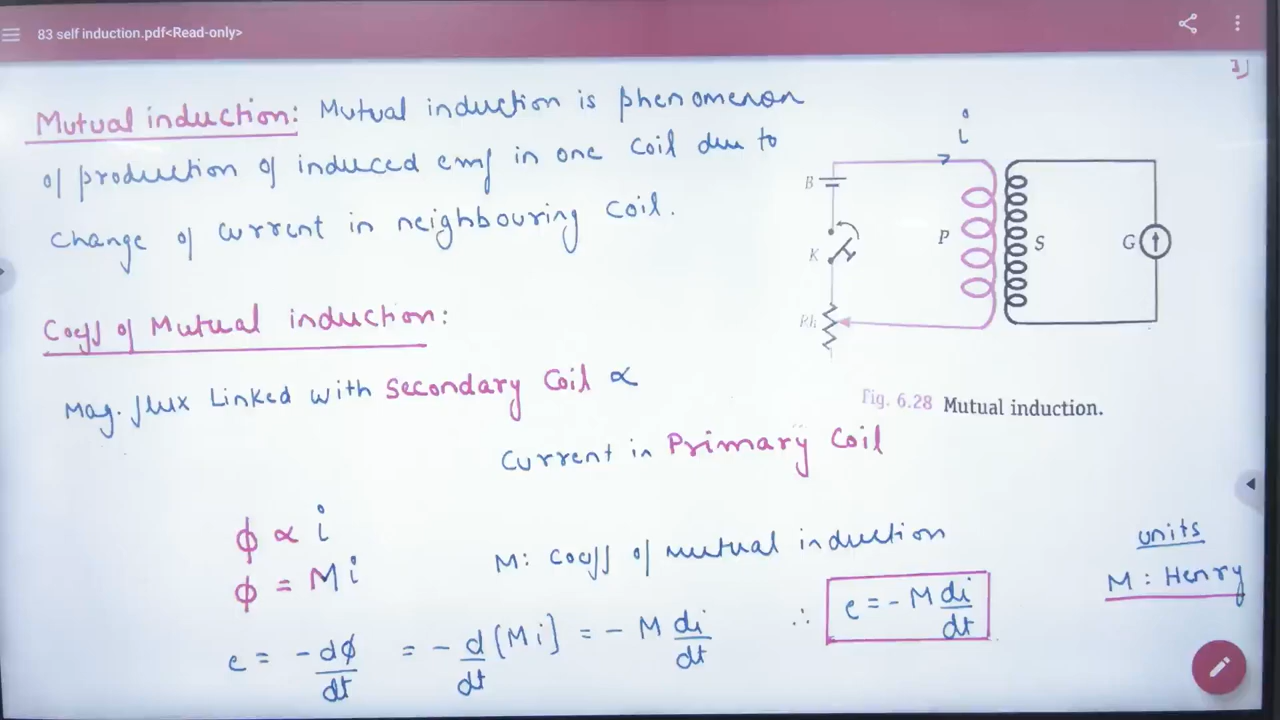 83 self induction.pdf<Read-only>
Mutual induction: Mutual induction is phenomenon
of production of induced emf in one coil due to
change of current in neighbouring coil.
i
B
K
Rh
P
S
G
Fig. 6.28 Mutual induction.
Coeff of Mutual induction:
Mag. flux Linked with Secondary Coil ∝
Current in Primary Coil
ϕ ∝ i
ϕ = Mi
M: Coeff of mutual induction
units
M : Henry
e = -dϕ/dt = - d/dt (Mi) = - M di/dt
∴ e = - M di/dt